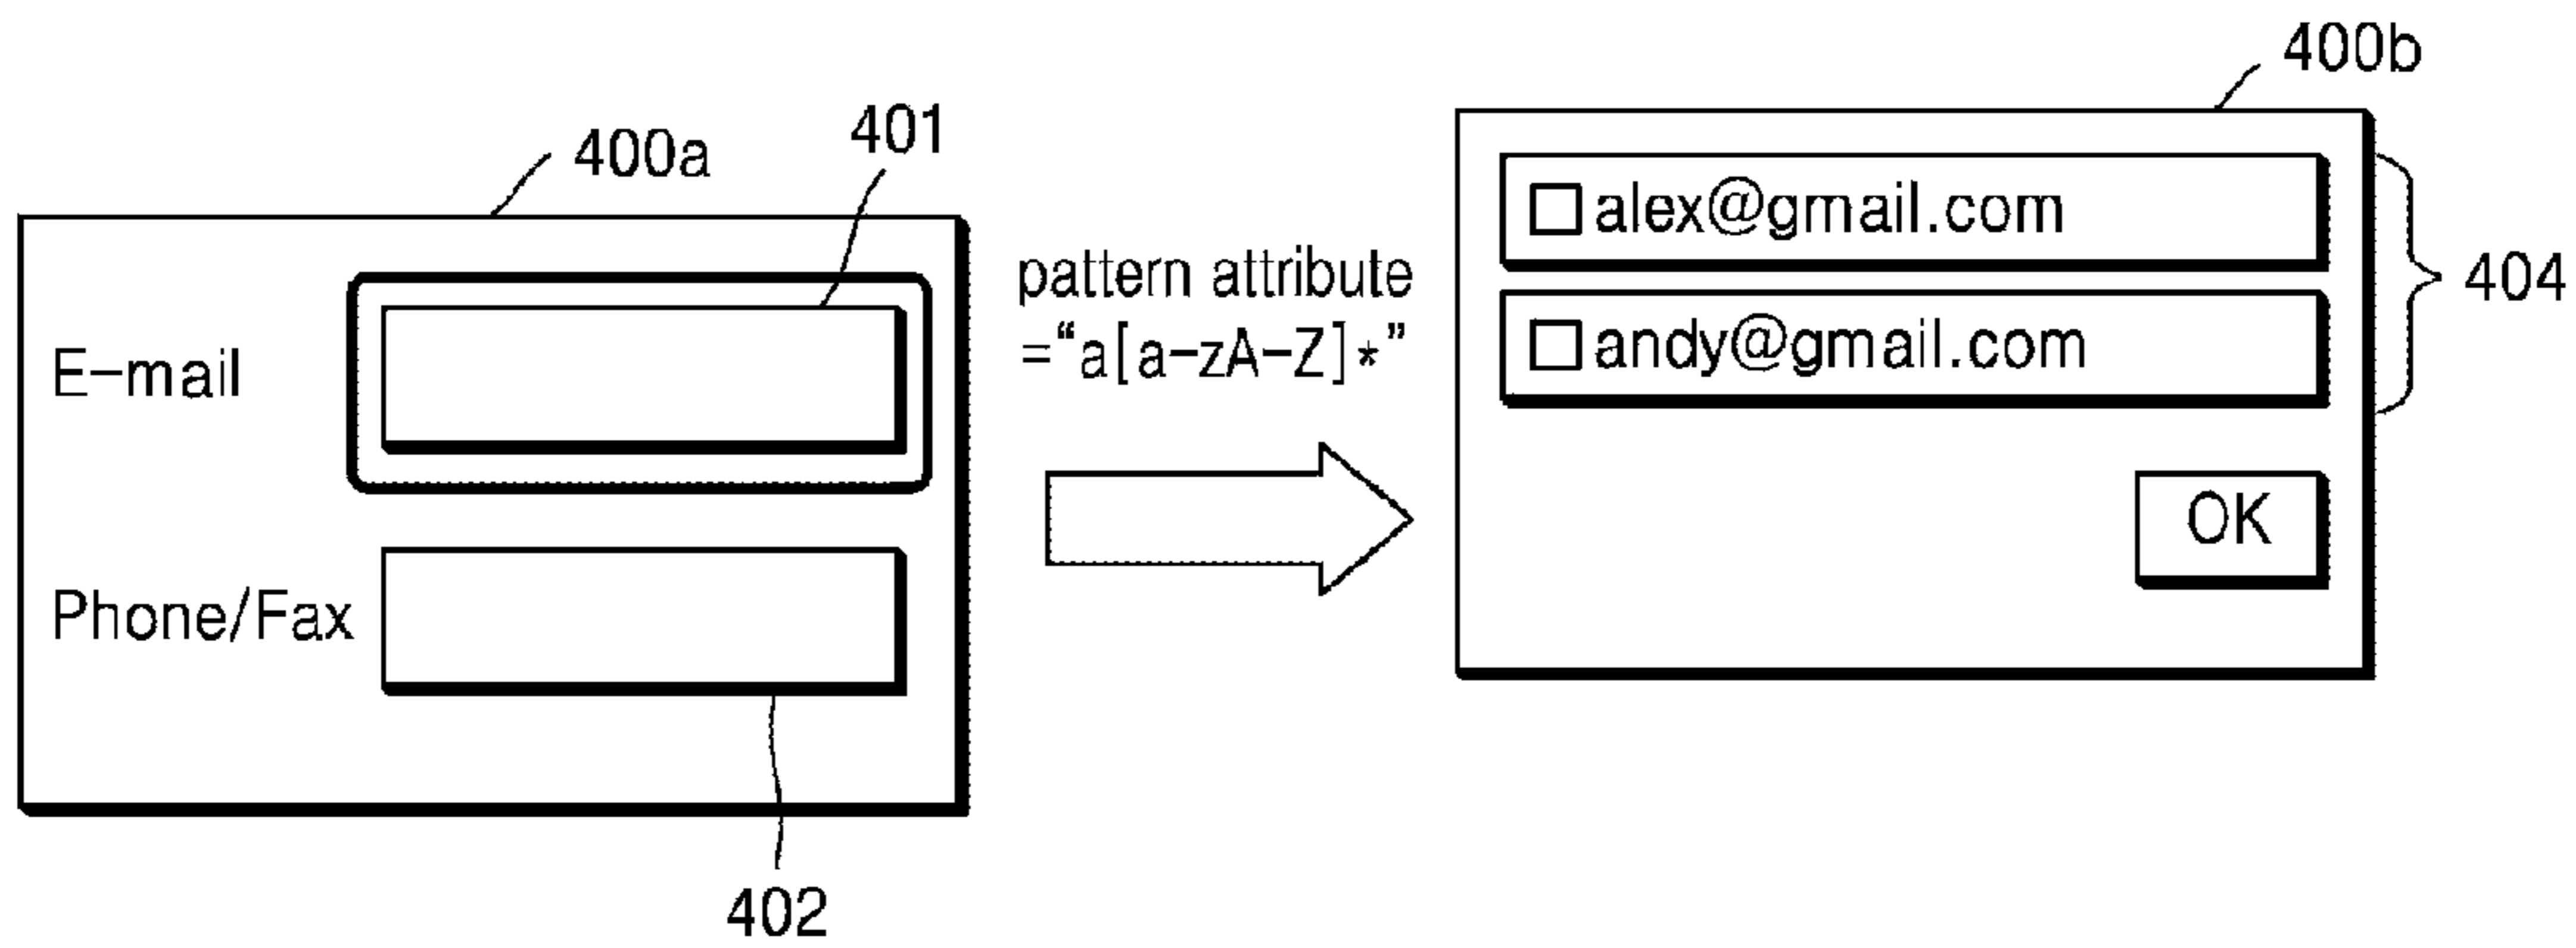 400a
401
E-mail
Phone/Fax
402
pattern attribute
="a[a-zA-Z]*"
400b
alex@gmail.com
andy@gmail.com
404
OK